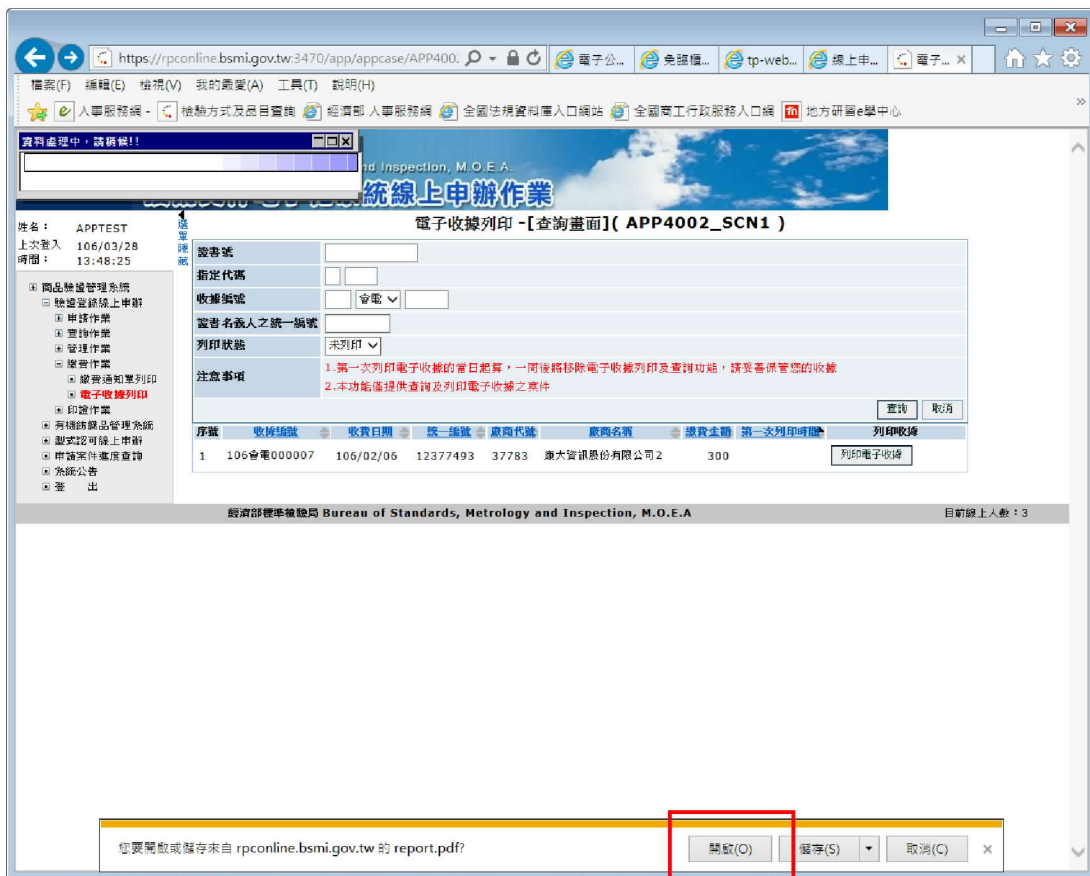 https://rpconline.bsmi.gov.tw:3470/app/appcase/APP400:
電子公...
免臨櫃...
tp-web...
線上申...
電子...
檔案(F) 編輯(E) 檢視(V) 我的最愛(A) 工具(T) 說明(H)
人事服務網 - 檢驗方式及品目查詢 經濟部 人事服務網 全國法規資料庫入口網站 全國商工行政服務入口網 地方研習e學中心
資料處理中，請稍候!!
nd Inspection, M.O.E.A.
統線上申辦作業
電子收據列印 -[查詢畫面]( APP4002_SCN1 )
姓名： APPTEST
上次登入時間： 106/03/28 13:48:25
選單隱藏
商品驗證管理系統
驗證登錄線上申辦
申請作業
查詢作業
管理作業
繳費作業
繳費通知單列印
電子收據列印
印證作業
有機紡織品管理系統
型式認可線上申辦
申請案件進度查詢
系統公告
登 出
證書號
指定代碼
收據編號 會電
證書名義人之統一編號
列印狀態 未列印
注意事項
1.第一次列印電子收據的當日起算，一周後將移除電子收據列印及查詢功能，請妥善保管您的收據
2.本功能僅提供查詢及列印電子收據之案件
查詢 取消
序號 收據編號 收費日期 統一編號 廠商代號 廠商名稱 繳費金額 第一次列印時間 列印收據
1 106會電000007 106/02/06 12377493 37783 康大資訊股份有限公司2 300 列印電子收據
經濟部標準檢驗局 Bureau of Standards, Metrology and Inspection, M.O.E.A 目前線上人數：3
您要開啟或儲存來自 rpconline.bsmi.gov.tw 的 report.pdf?
開啟(O) 儲存(S) 取消(C)